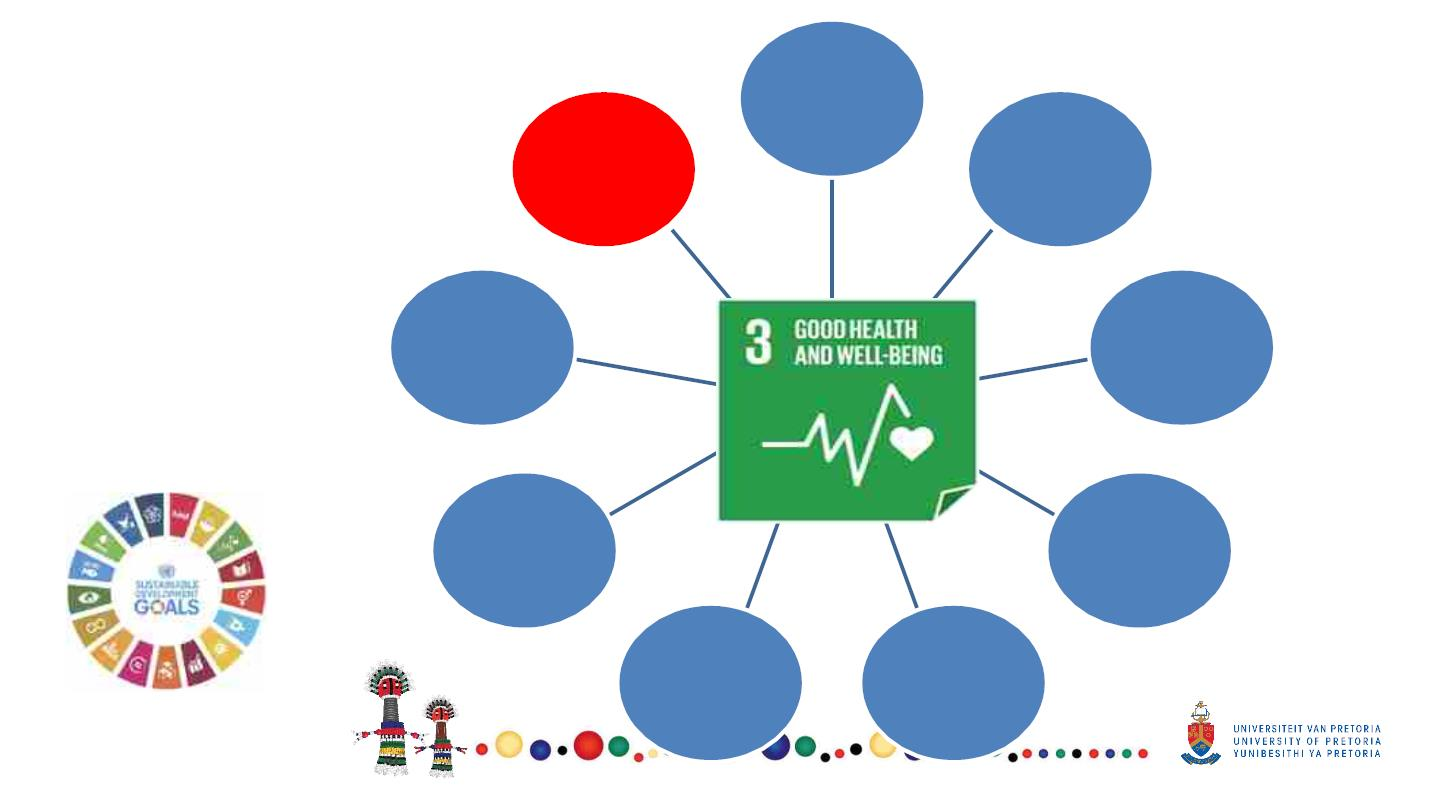 3 GOOD HEALTH
AND WELL-BEING
SUSTAINABLE
DEVELOPMENT
GOALS
UNIVERSITEIT VAN PRETORIA
UNIVERSITY OF PRETORIA
YUNIBESITHI YA PRETORIA